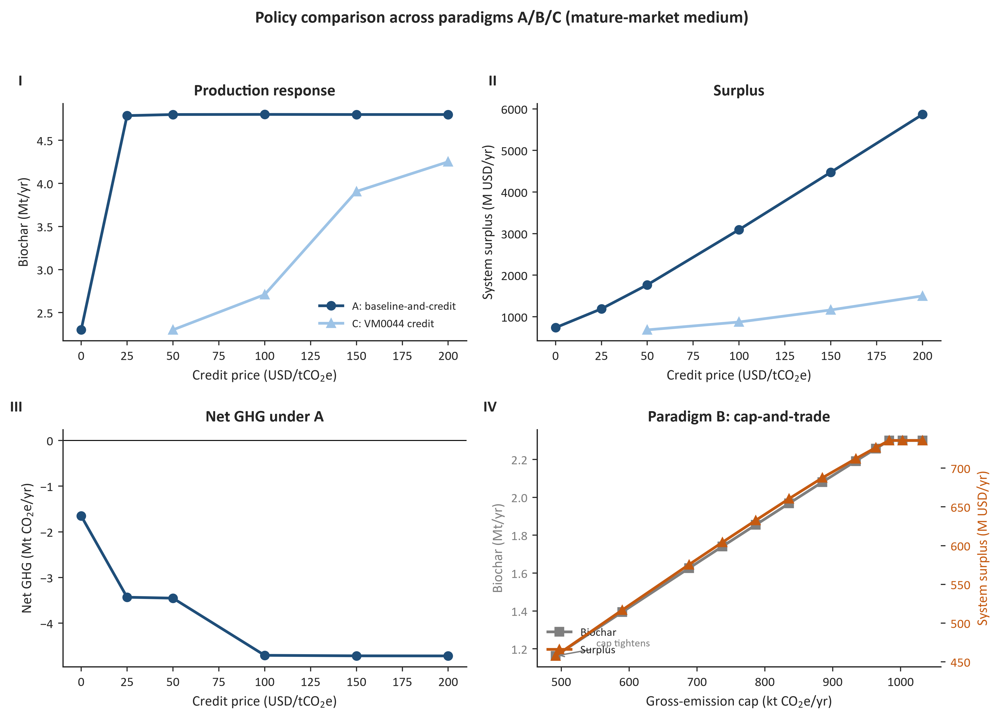 Policy comparison across paradigms A/B/C (mature-market medium)
I
Production response
4.5
4.0
3.5
3.0
2.5
Biochar (Mt/yr)
A: baseline-and-credit
C: VM0044 credit
0 25 50 75 100 125 150 175 200
Credit price (USD/tCO₂e)
II
Surplus
6000
5000
4000
3000
2000
1000
System surplus (M USD/yr)
0 25 50 75 100 125 150 175 200
Credit price (USD/tCO₂e)
III
Net GHG under A
0
−1
−2
−3
−4
Net GHG (Mt CO₂e/yr)
0 25 50 75 100 125 150 175 200
Credit price (USD/tCO₂e)
IV
Paradigm B: cap-and-trade
2.2
2.0
1.8
1.6
1.4
1.2
Biochar (Mt/yr)
Biochar
cap tightens
Surplus
700
650
600
550
500
450
System surplus (M USD/yr)
500 600 700 800 900 1000
Gross-emission cap (kt CO₂e/yr)